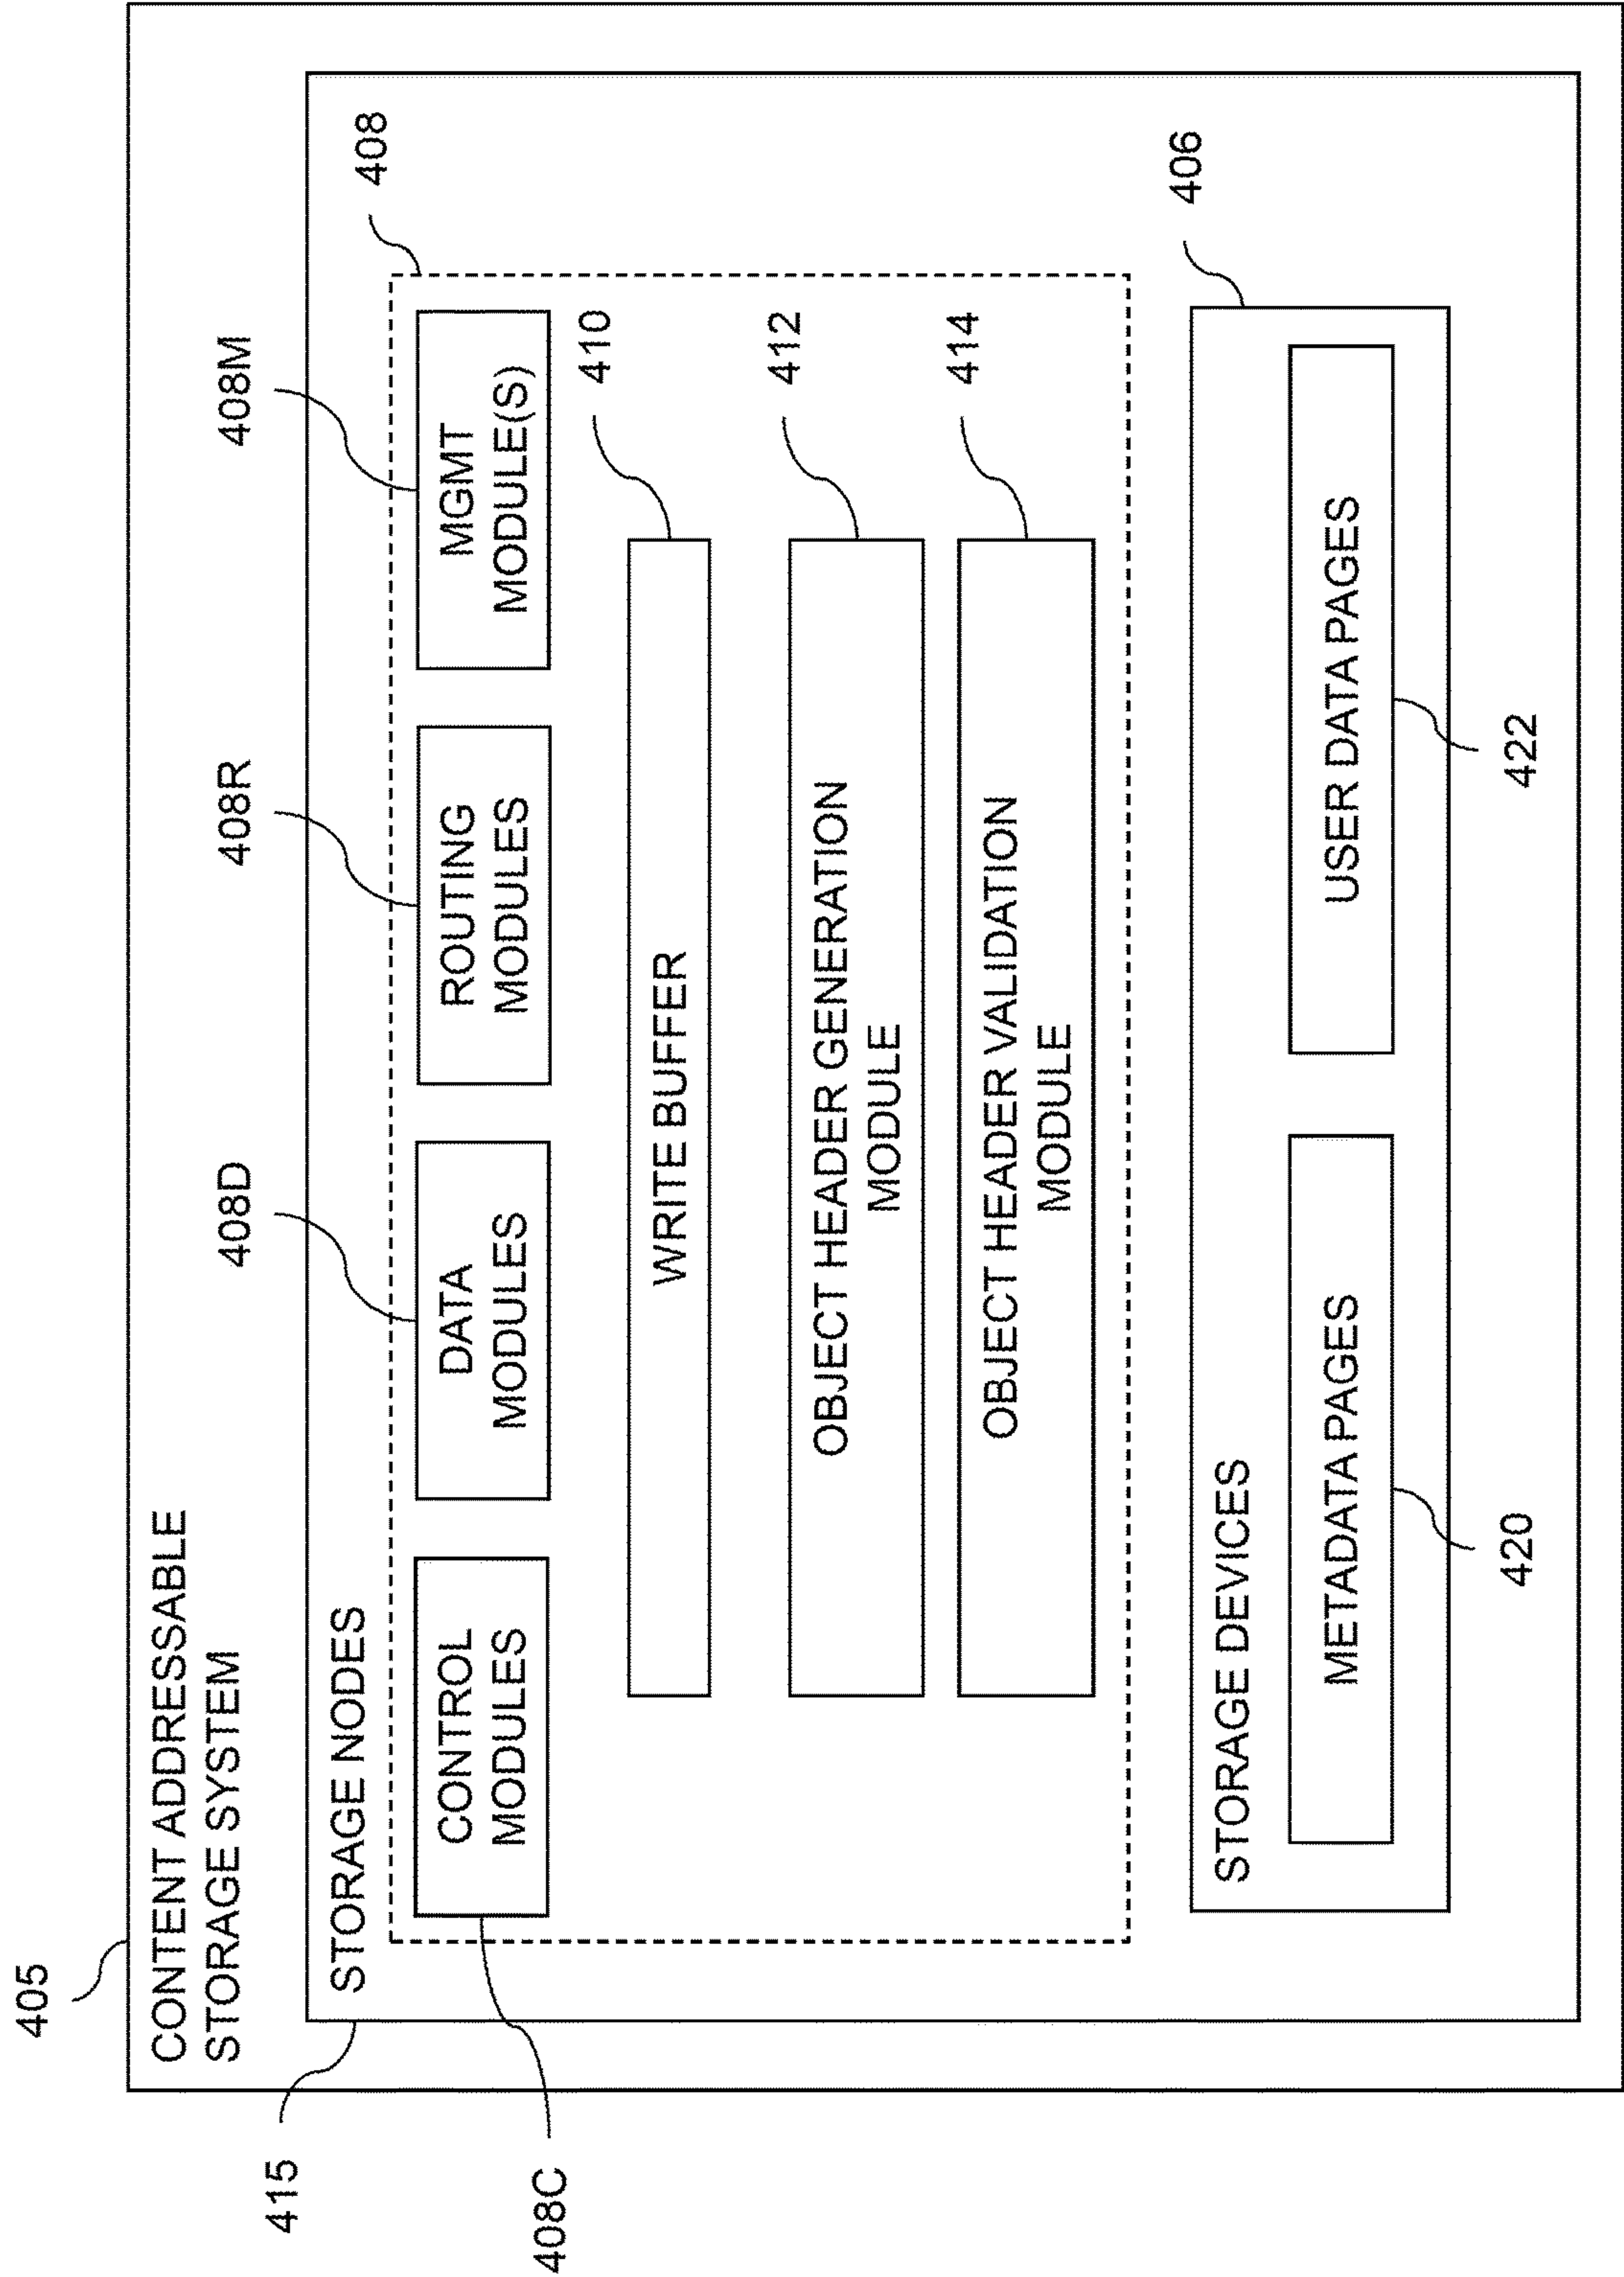 405
CONTENT ADDRESSABLE
STORAGE SYSTEM
415
STORAGE NODES
408
408C
CONTROL
MODULES
408D
DATA
MODULES
408R
ROUTING
MODULES
408M
MGMT
MODULE(S)
WRITE BUFFER
410
OBJECT HEADER GENERATION
MODULE
412
OBJECT HEADER VALIDATION
MODULE
414
STORAGE DEVICES
406
METADATA PAGES
420
USER DATA PAGES
422